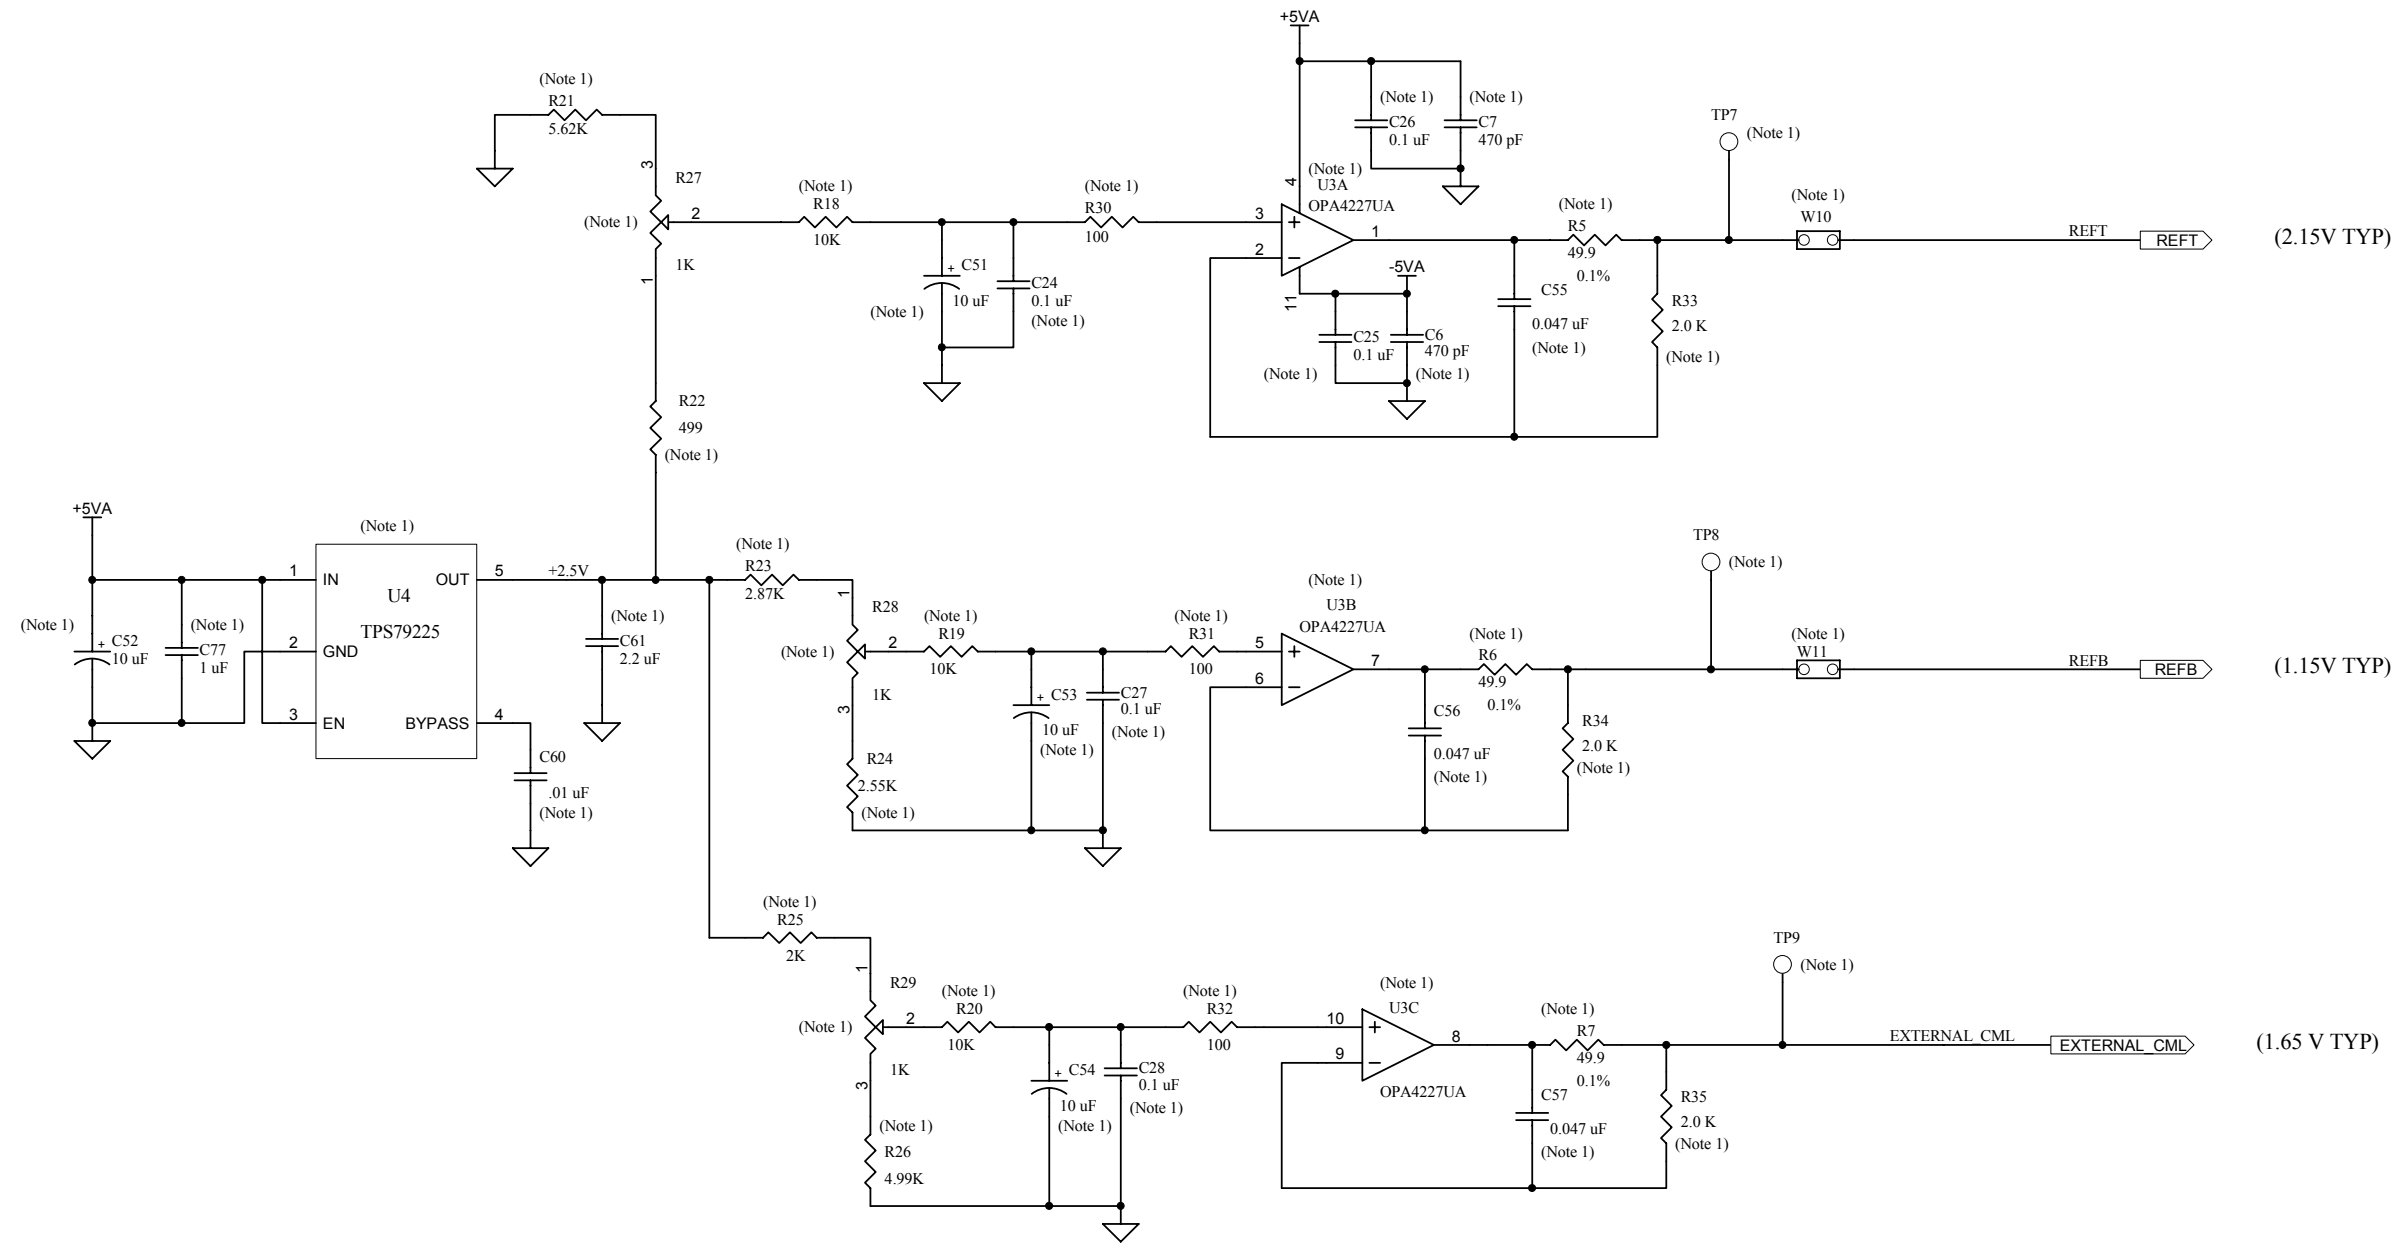 +5VA
(Note 1)
R21
5.62K
3
R27
(Note 1)
2
1K
1
(Note 1)
R18
10K
C51
+
10 uF
(Note 1)
C24
0.1 uF
(Note 1)
(Note 1)
R30
100
(Note 1)
C26
0.1 uF
(Note 1)
C7
470 pF
(Note 1)
U3A
OPA4227UA
4
3
+
2
−
1
11
-5VA
C25
0.1 uF
(Note 1)
C6
470 pF
(Note 1)
(Note 1)
R5
49.9
0.1%
C55
0.047 uF
(Note 1)
R33
2.0 K
(Note 1)
TP7
(Note 1)
(Note 1)
W10
REFT
REFT
(2.15V TYP)
R22
499
(Note 1)
+5VA
(Note 1)
C52
+
10 uF
(Note 1)
C77
1 uF
(Note 1)
1
IN
OUT
5
U4
TPS79225
2
GND
3
EN
BYPASS
4
+2.5V
(Note 1)
C61
2.2 uF
C60
.01 uF
(Note 1)
(Note 1)
R23
2.87K
1
R28
(Note 1)
2
1K
3
R24
2.55K
(Note 1)
(Note 1)
R19
10K
+
C53
10 uF
(Note 1)
C27
0.1 uF
(Note 1)
(Note 1)
R31
100
(Note 1)
U3B
OPA4227UA
5
+
6
−
7
(Note 1)
R6
49.9
0.1%
C56
0.047 uF
(Note 1)
R34
2.0 K
(Note 1)
TP8
(Note 1)
(Note 1)
W11
REFB
REFB
(1.15V TYP)
(Note 1)
R25
2K
1
R29
(Note 1)
2
1K
3
(Note 1)
R26
4.99K
(Note 1)
R20
10K
+
C54
10 uF
(Note 1)
C28
0.1 uF
(Note 1)
(Note 1)
R32
100
(Note 1)
U3C
10
+
9
−
8
OPA4227UA
(Note 1)
R7
49.9
0.1%
C57
0.047 uF
(Note 1)
R35
2.0 K
(Note 1)
TP9
(Note 1)
EXTERNAL_CML
EXTERNAL_CML
(1.65 V TYP)